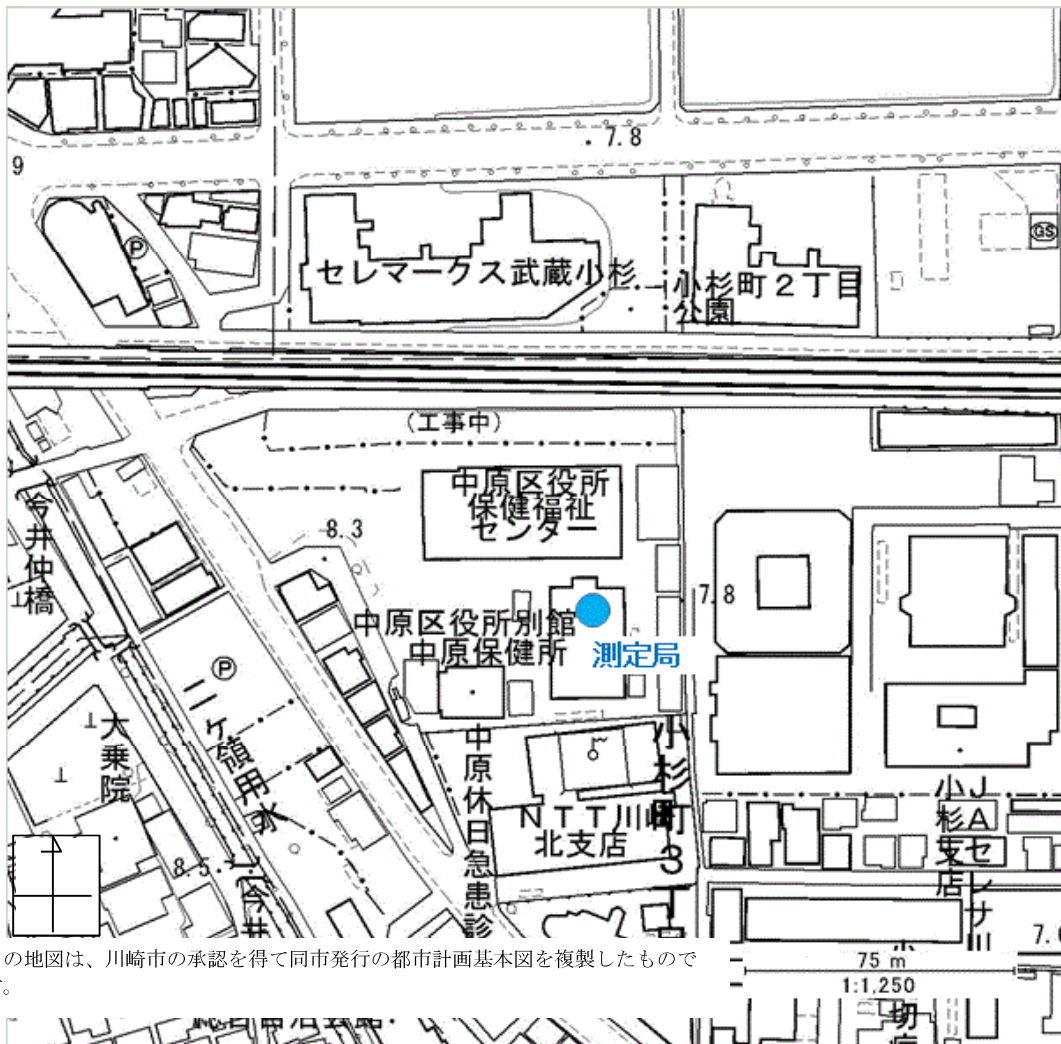 7.8
9
P
GS
セレマークス武蔵小杉
小杉町2丁目
公園
(工事中)
中原区役所
保健福祉
センター
今井仲橋
8.3
7.8
中原区役所別館
中原保健所
測定局
P
二ヶ領用水
大乗院
中原休日急患診
小杉町3丁
NTT川崎
北支店
JAセレサ川
小杉支店
8.5
今井
7.
の地図は、川崎市の承認を得て同市発行の都市計画基本図を複製したもので
。
75 m
1:1,250